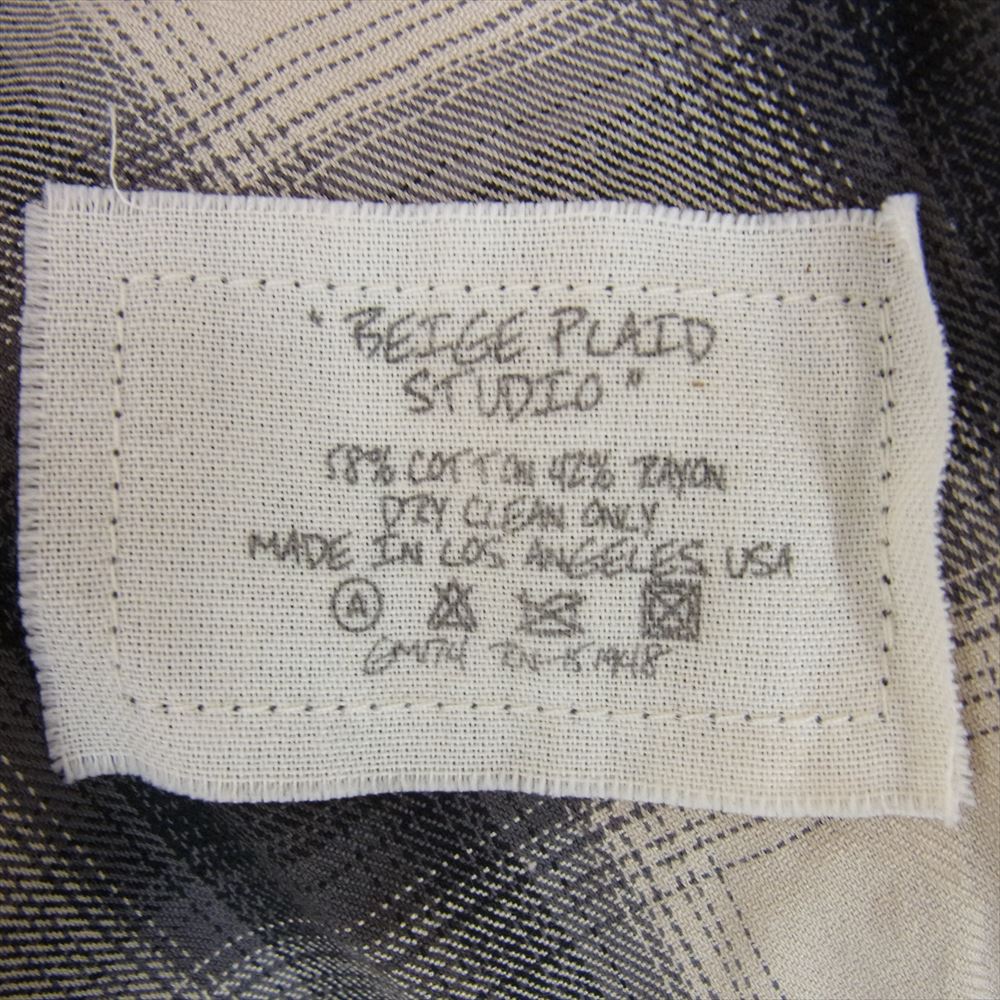 "BEIGE PLAID
STUDIO"
58% COTTON 42% RAYON
DRY CLEAN ONLY
MADE IN LOS ANGELES USA
A